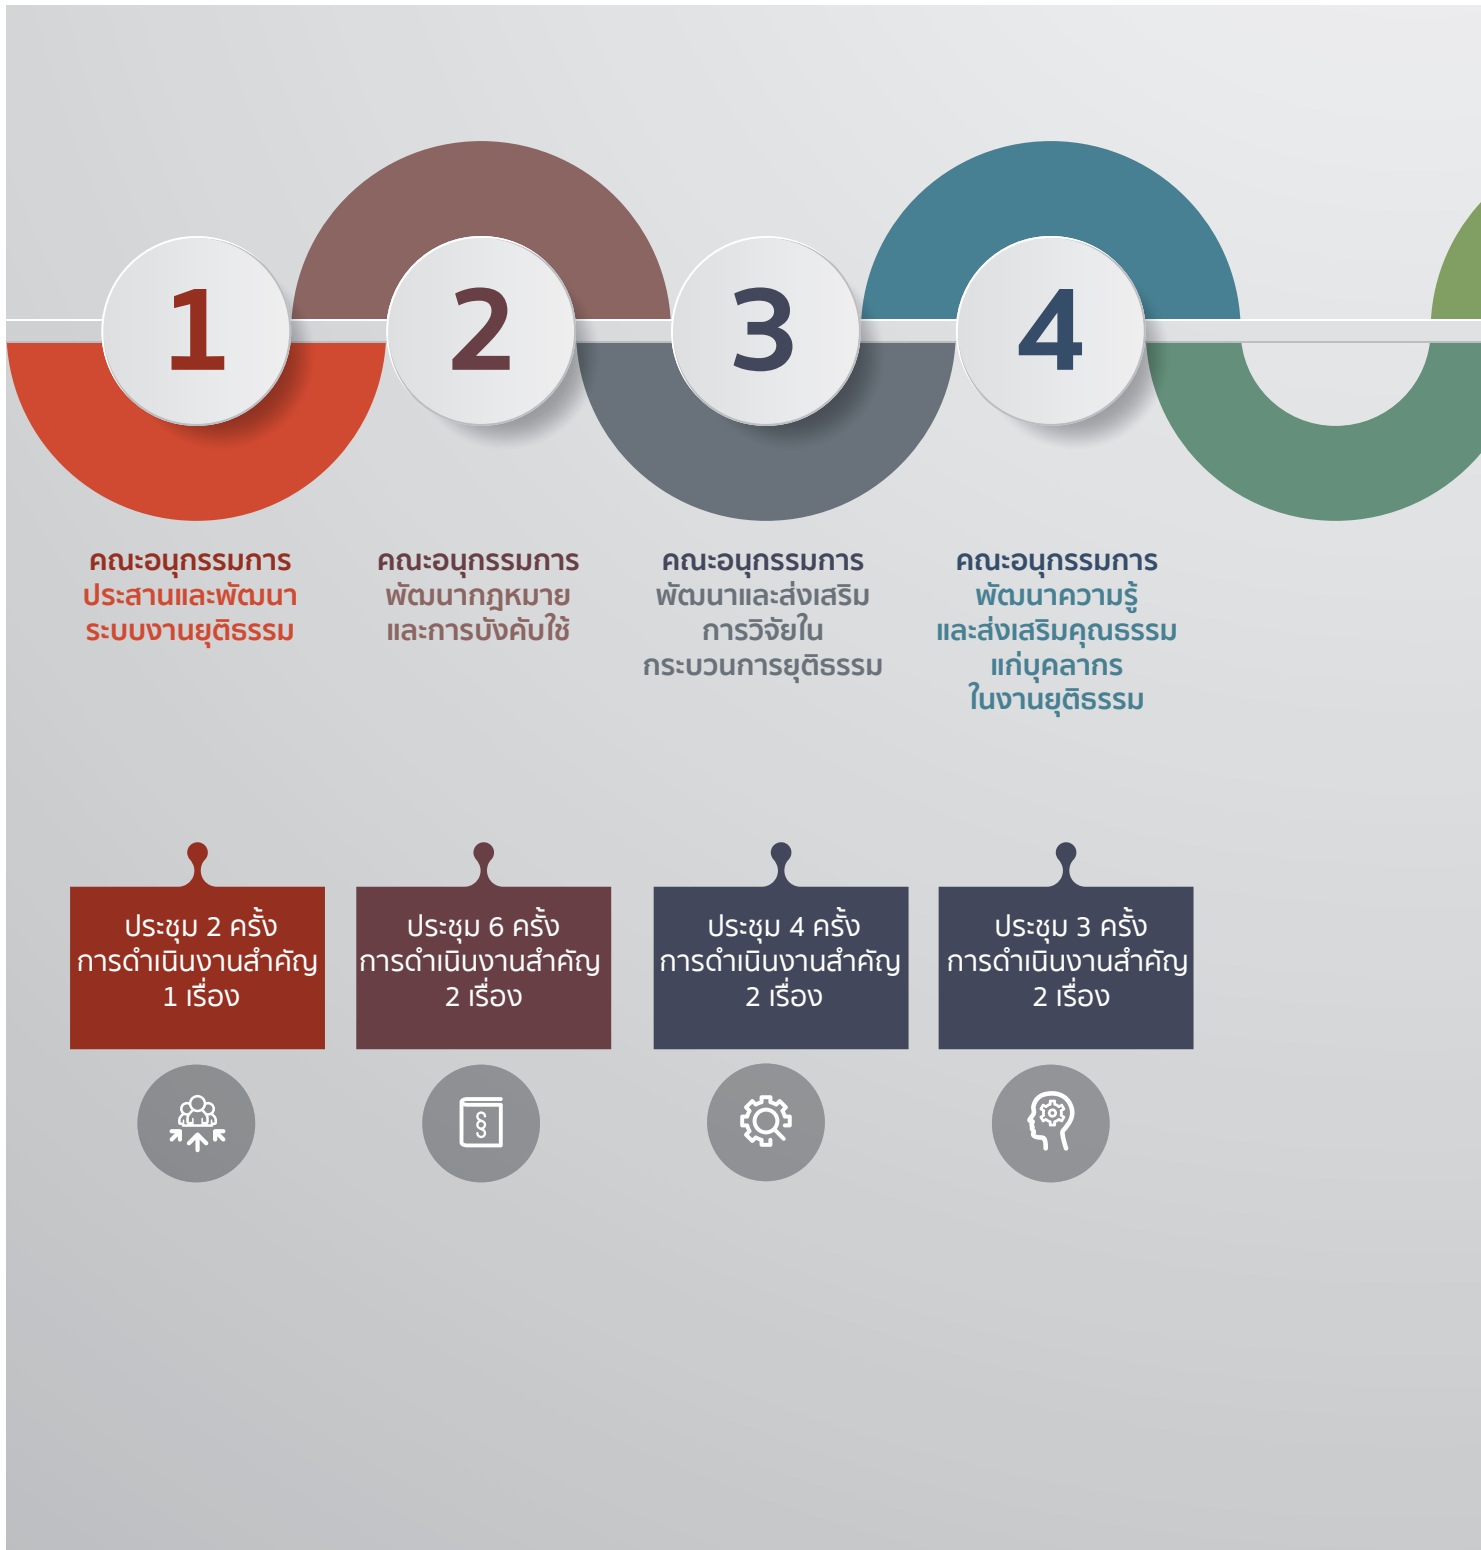 1
คณะอนุกรรมการ
ประสานและพัฒนา
ระบบงานยุติธรรม
ประชุม 2 ครั้ง
การดำเนินงานสำคัญ
1 เรื่อง
2
คณะอนุกรรมการ
พัฒนากฎหมาย
และการบังคับใช้
ประชุม 6 ครั้ง
การดำเนินงานสำคัญ
2 เรื่อง
§
3
คณะอนุกรรมการ
พัฒนาและส่งเสริม
การวิจัยใน
กระบวนการยุติธรรม
ประชุม 4 ครั้ง
การดำเนินงานสำคัญ
2 เรื่อง
4
คณะอนุกรรมการ
พัฒนาความรู้
และส่งเสริมคุณธรรม
แก่บุคลากร
ในงานยุติธรรม
ประชุม 3 ครั้ง
การดำเนินงานสำคัญ
2 เรื่อง